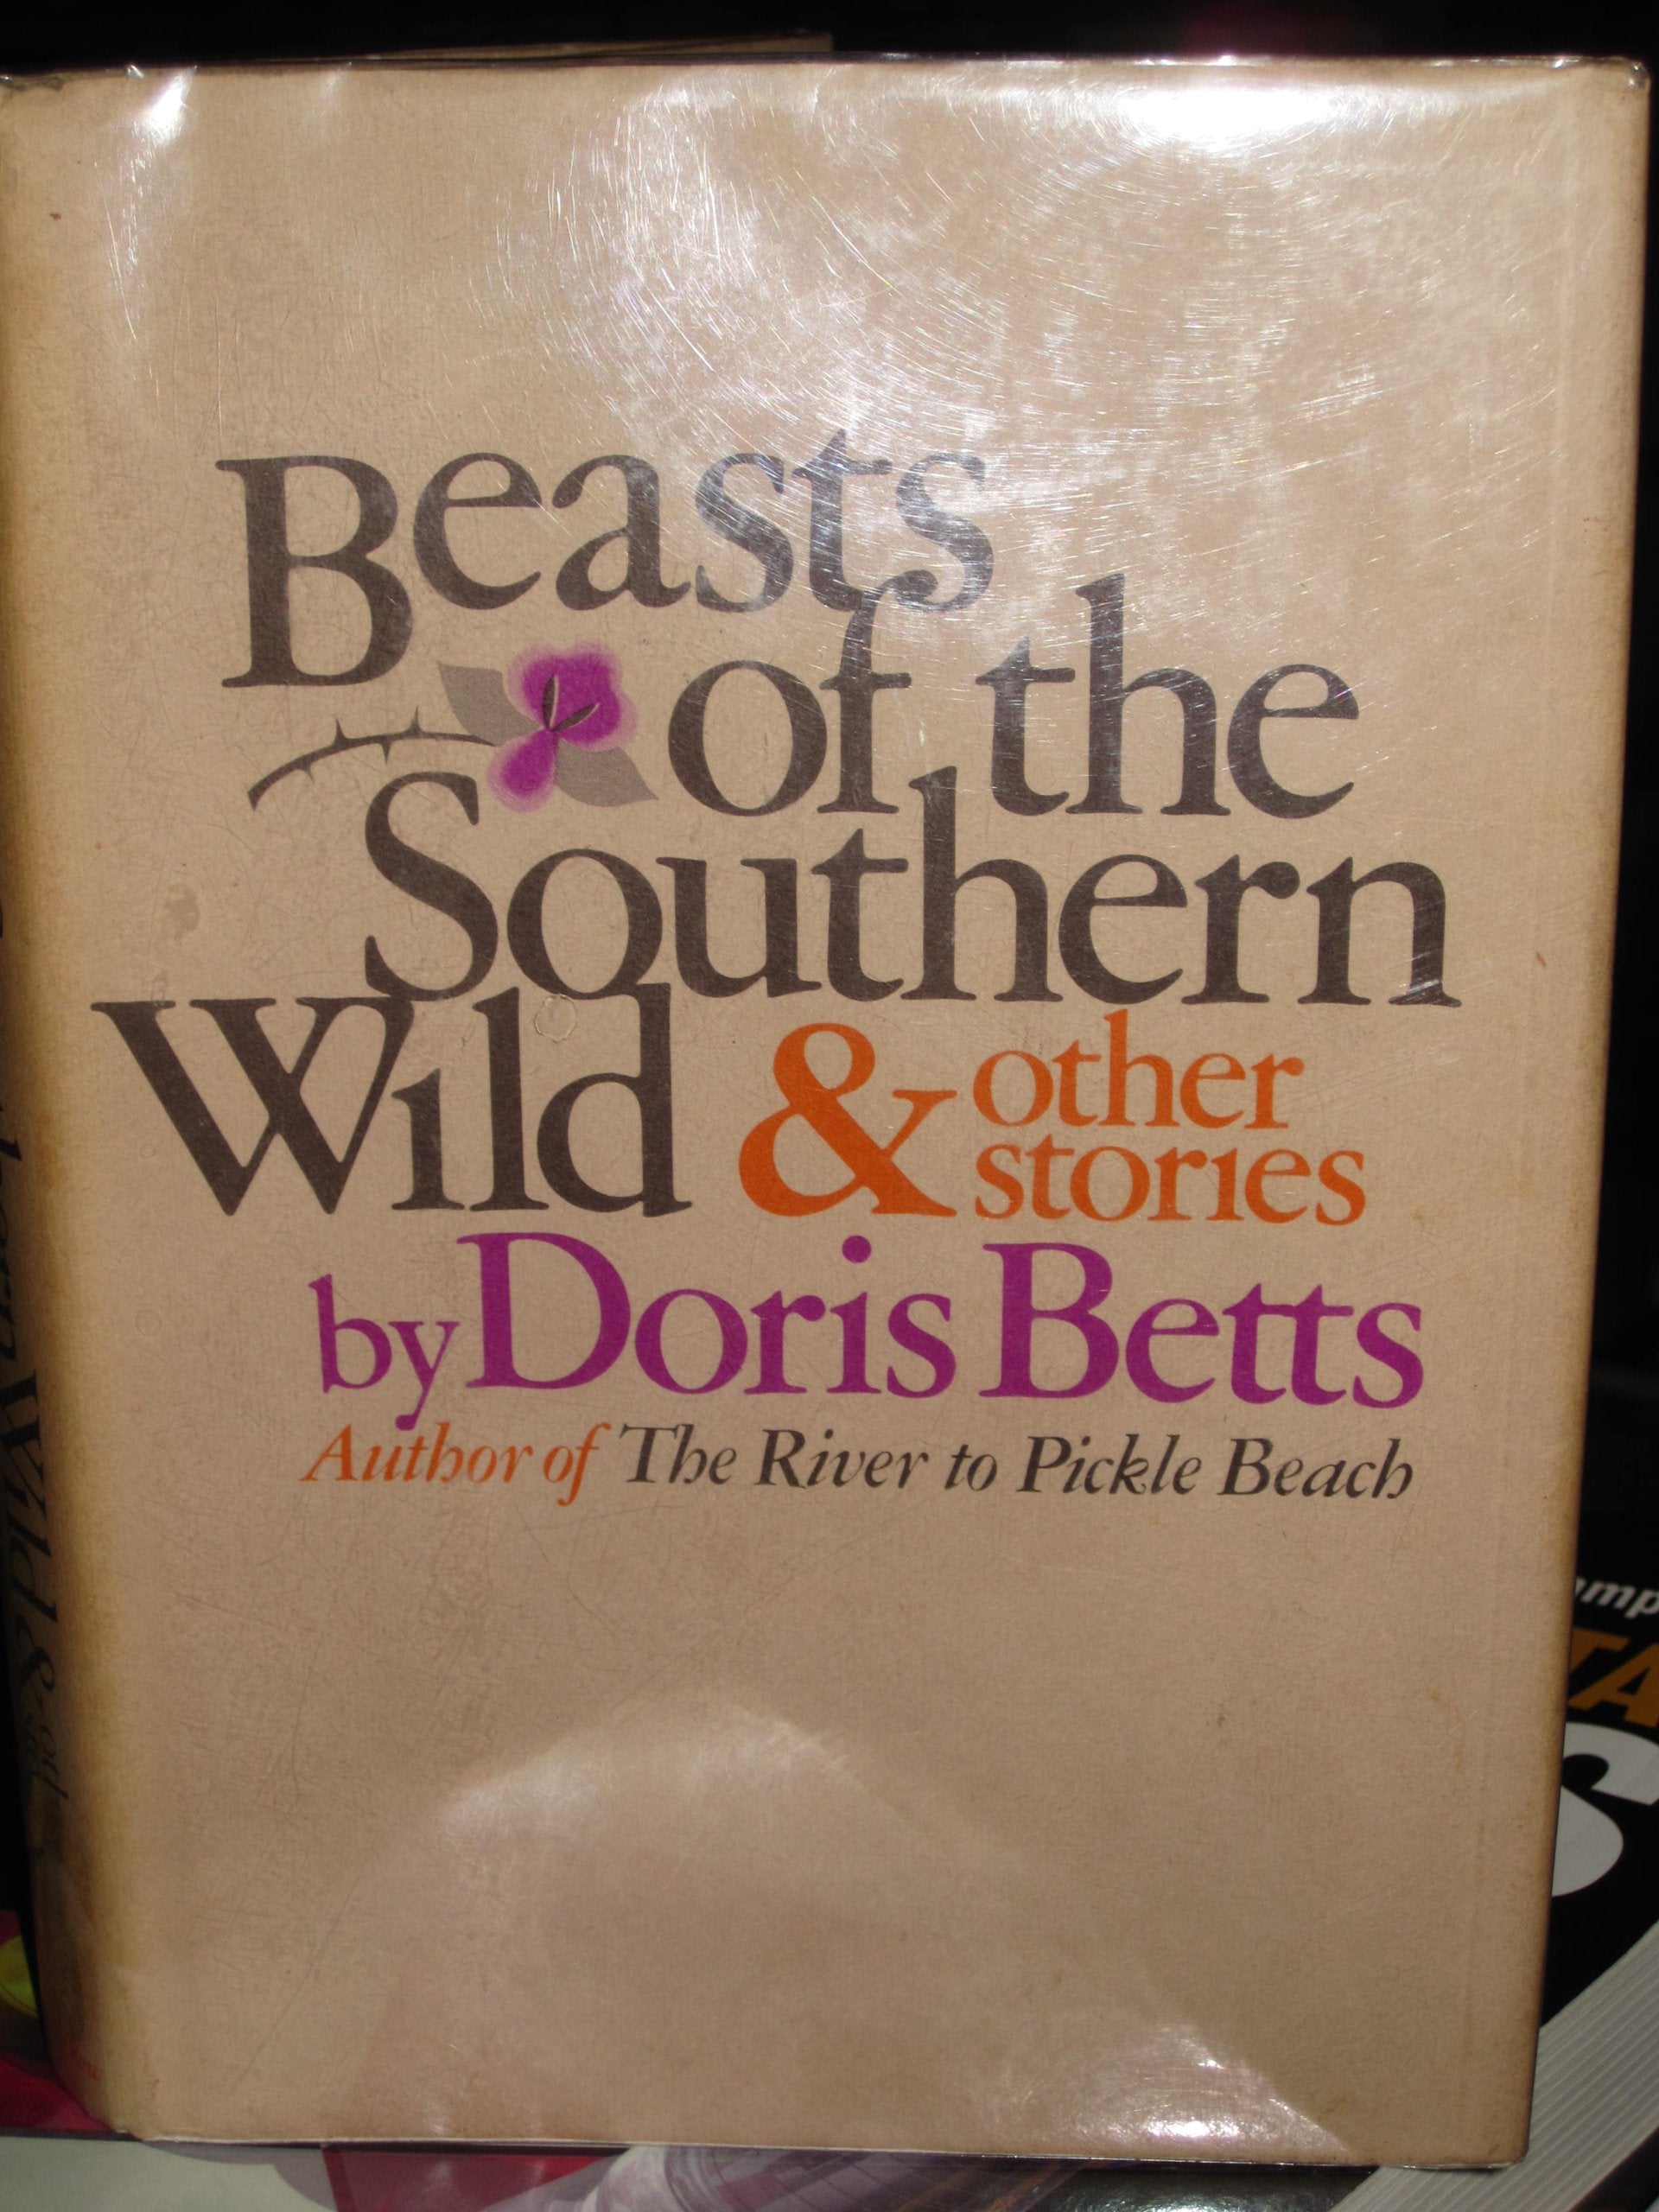 Beasts
of the
Southern
Wild & other
stories
by Doris Betts
Author of The River to Pickle Beach